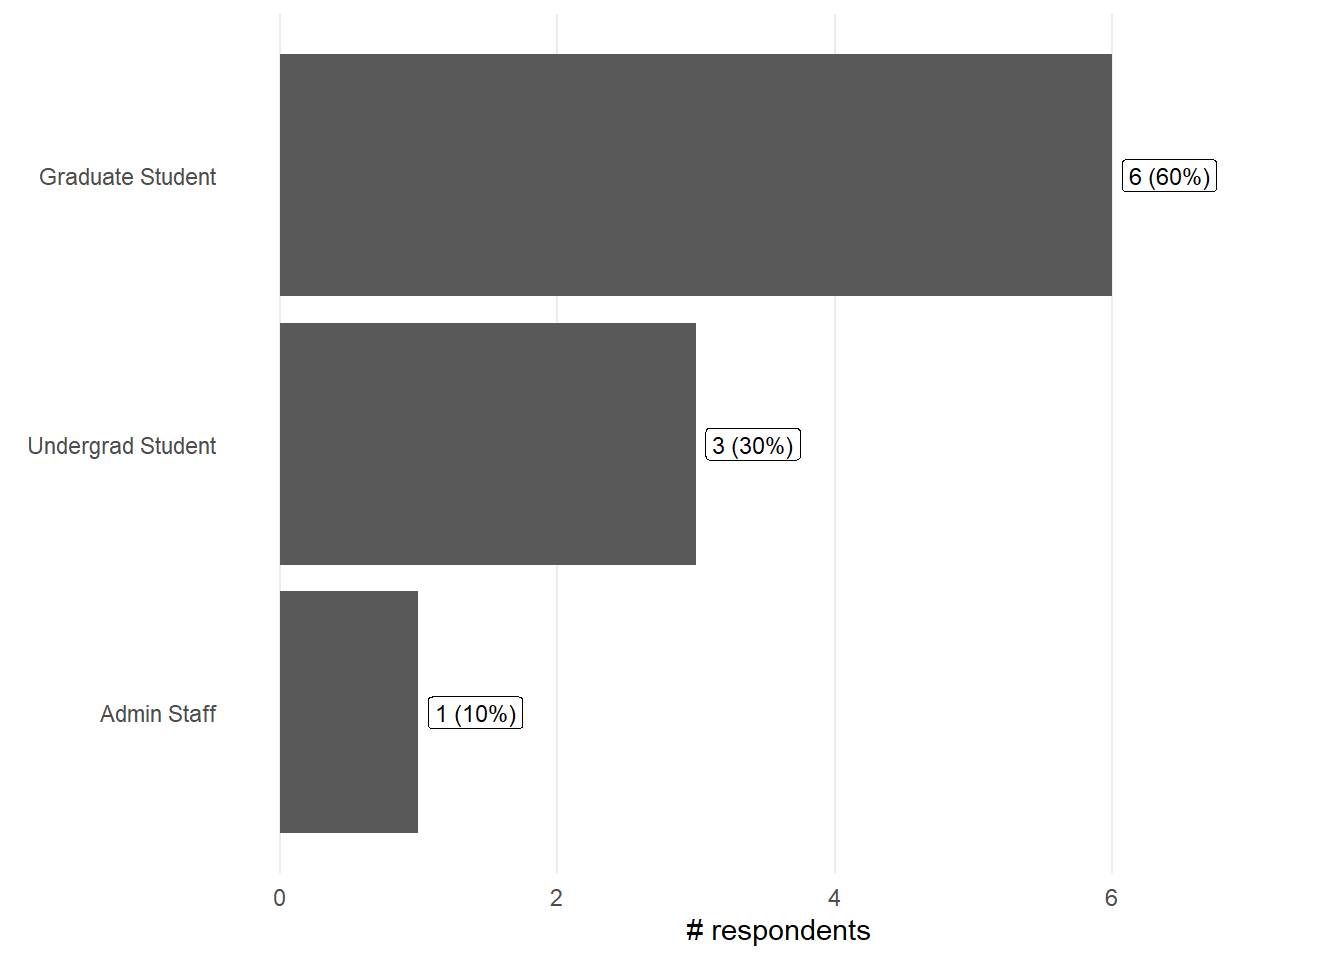 Graduate Student
6 (60%)
Undergrad Student
3 (30%)
Admin Staff
1 (10%)
0
2
4
6
# respondents